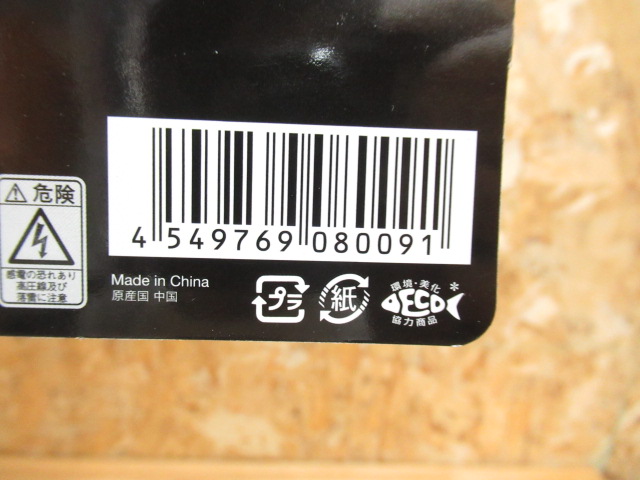 危険
感電の恐れあり
高圧線及び
落雷に注意
4 549769 080091
Made in China
原産国 中国
プラ
紙
環境・美化
ECO
協力商品